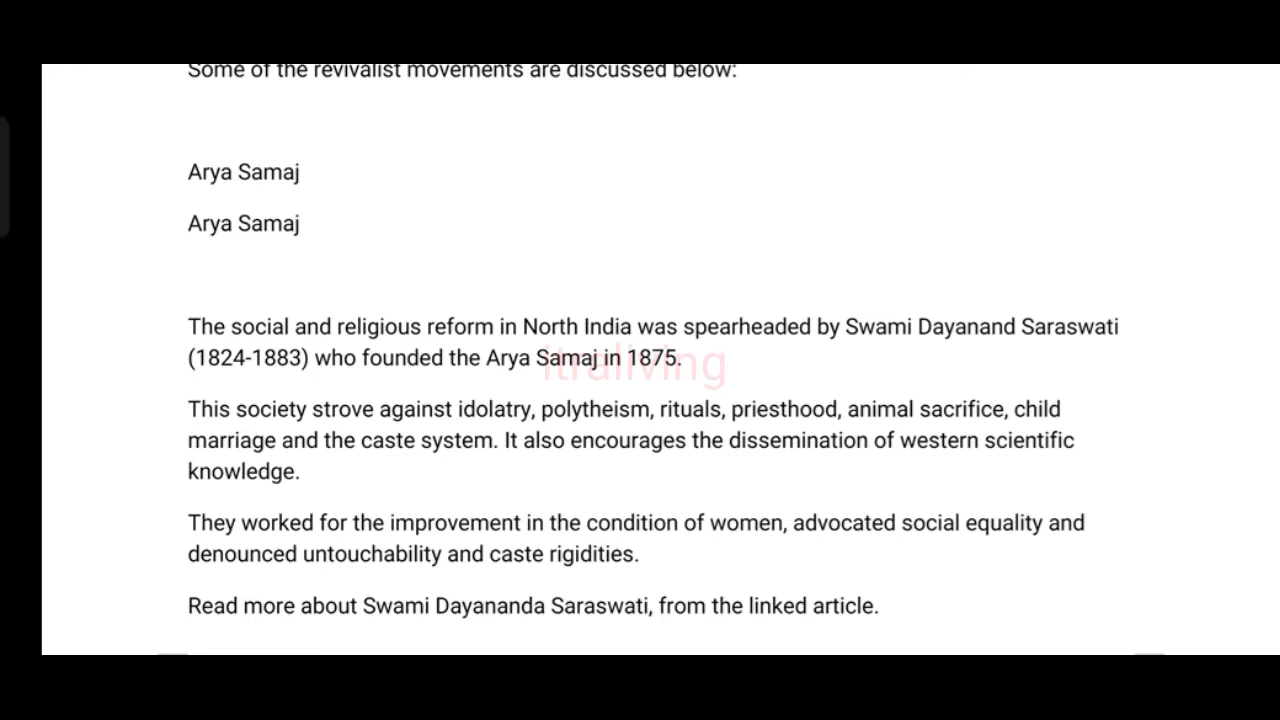 Some of the revivalist movements are discussed below:
Arya Samaj
Arya Samaj
The social and religious reform in North India was spearheaded by Swami Dayanand Saraswati
(1824-1883) who founded the Arya Samaj in 1875.
itraliving
This society strove against idolatry, polytheism, rituals, priesthood, animal sacrifice, child
marriage and the caste system. It also encourages the dissemination of western scientific
knowledge.
They worked for the improvement in the condition of women, advocated social equality and
denounced untouchability and caste rigidities.
Read more about Swami Dayananda Saraswati, from the linked article.